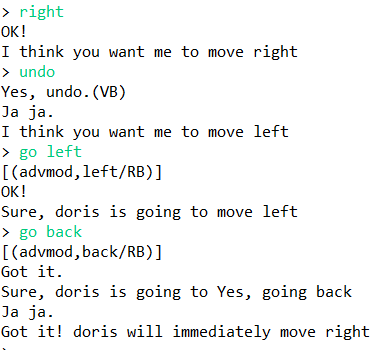 > right
OK!
I think you want me to move right
> undo
Yes, undo.(VB)
Ja ja.
I think you want me to move left
> go left
[(advmod,left/RB)]
OK!
Sure, doris is going to move left
> go back
[(advmod,back/RB)]
Got it.
Sure, doris is going to Yes, going back
Ja ja.
Got it! doris will immediately move right